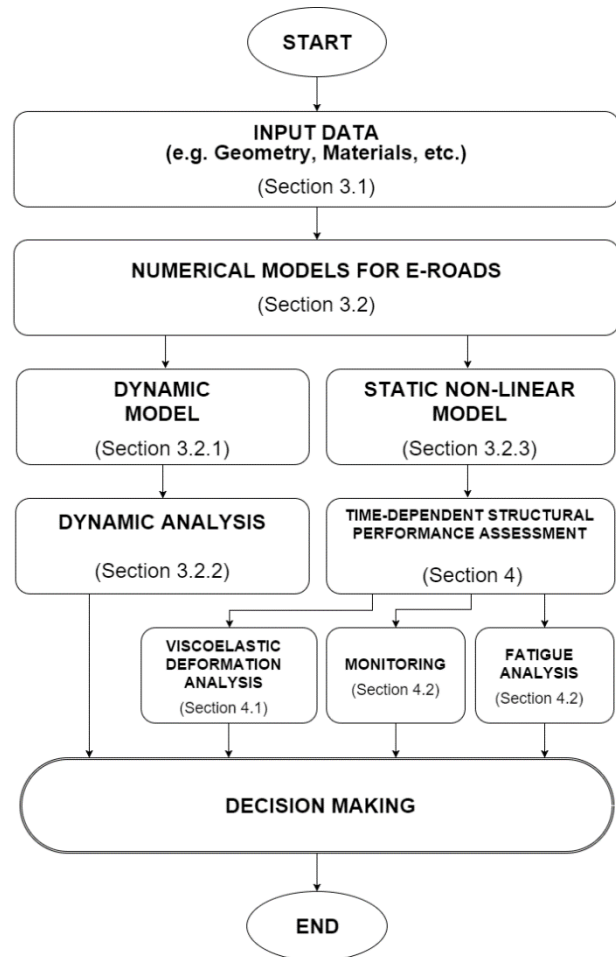 START
INPUT DATA
(e.g. Geometry, Materials, etc.)
(Section 3.1)
NUMERICAL MODELS FOR E-ROADS
(Section 3.2)
DYNAMIC
MODEL
(Section 3.2.1)
STATIC NON-LINEAR
MODEL
(Section 3.2.3)
DYNAMIC ANALYSIS
(Section 3.2.2)
TIME-DEPENDENT STRUCTURAL
PERFORMANCE ASSESSMENT
(Section 4)
VISCOELASTIC
DEFORMATION
ANALYSIS
(Section 4.1)
MONITORING
(Section 4.2)
FATIGUE
ANALYSIS
(Section 4.2)
DECISION MAKING
END